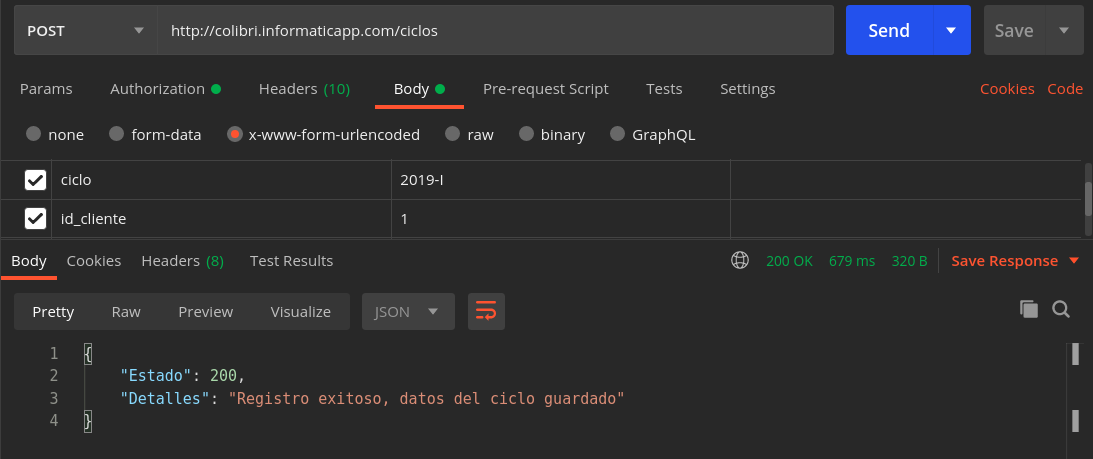 POST http://colibri.informaticapp.com/ciclos Send Save
Params Authorization Headers (10) Body Pre-request Script Tests Settings Cookies Code
none form-data x-www-form-urlencoded raw binary GraphQL
ciclo 2019-I
id_cliente 1
Body Cookies Headers (8) Test Results 200 OK 679 ms 320 B Save Response
Pretty Raw Preview Visualize JSON
1 {
2 "Estado": 200,
3 "Detalles": "Registro exitoso, datos del ciclo guardado"
4 }